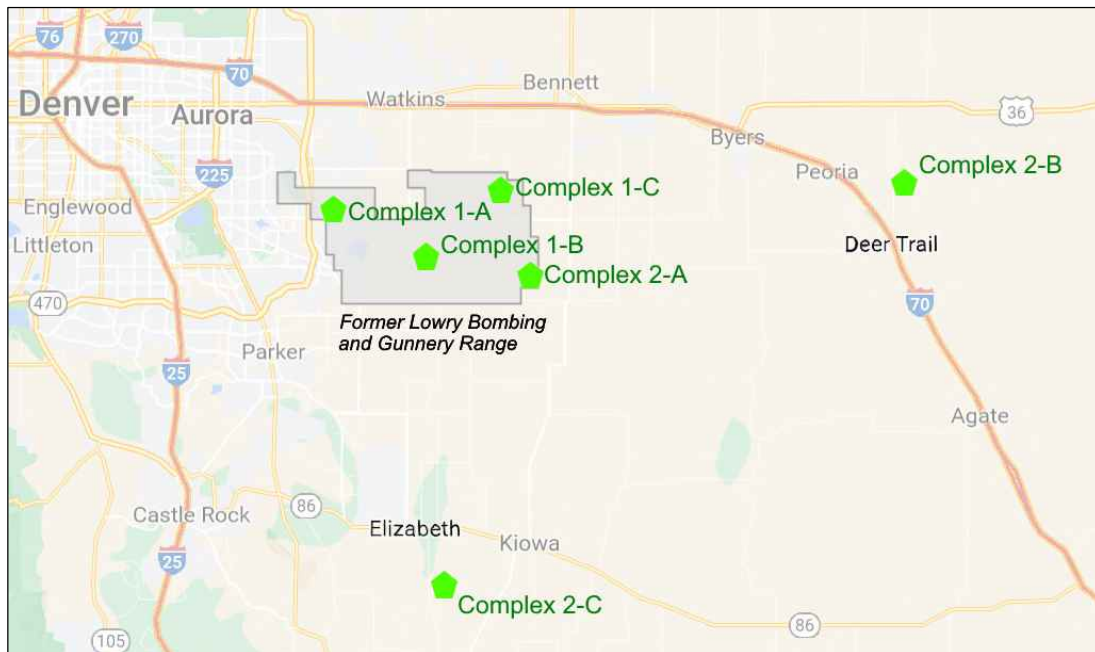 76
270
70
Denver
Aurora
Watkins
Bennett
36
Byers
Peoria
Complex 2-B
225
Complex 1-C
Complex 1-A
Englewood
Littleton
Complex 1-B
Deer Trail
Complex 2-A
470
70
Former Lowry Bombing
and Gunnery Range
Parker
25
Agate
86
Castle Rock
Elizabeth
Kiowa
25
Complex 2-C
105
86